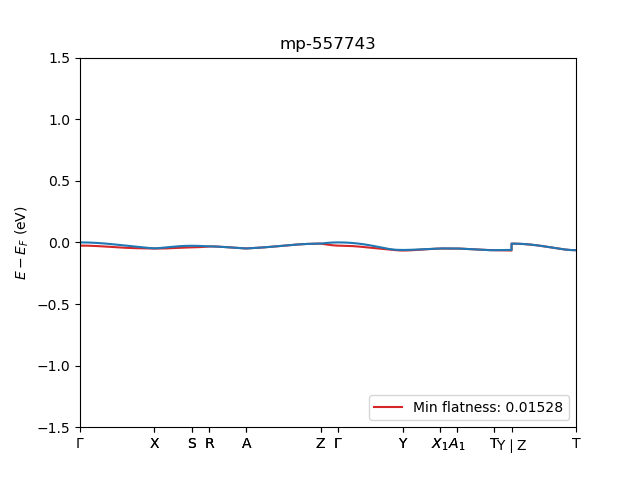 mp-557743
E − E_F (eV)
1.5
1.0
0.5
0.0
−0.5
−1.0
−1.5
Min flatness: 0.01528
Γ X S R A Z Γ Y X₁ A₁ T Y | Z T